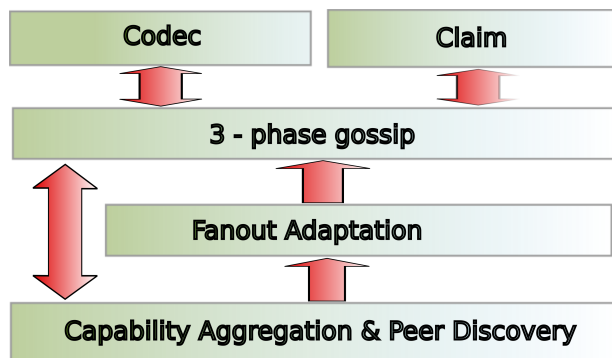 Codec
Claim
3 - phase gossip
Fanout Adaptation
Capability Aggregation & Peer Discovery